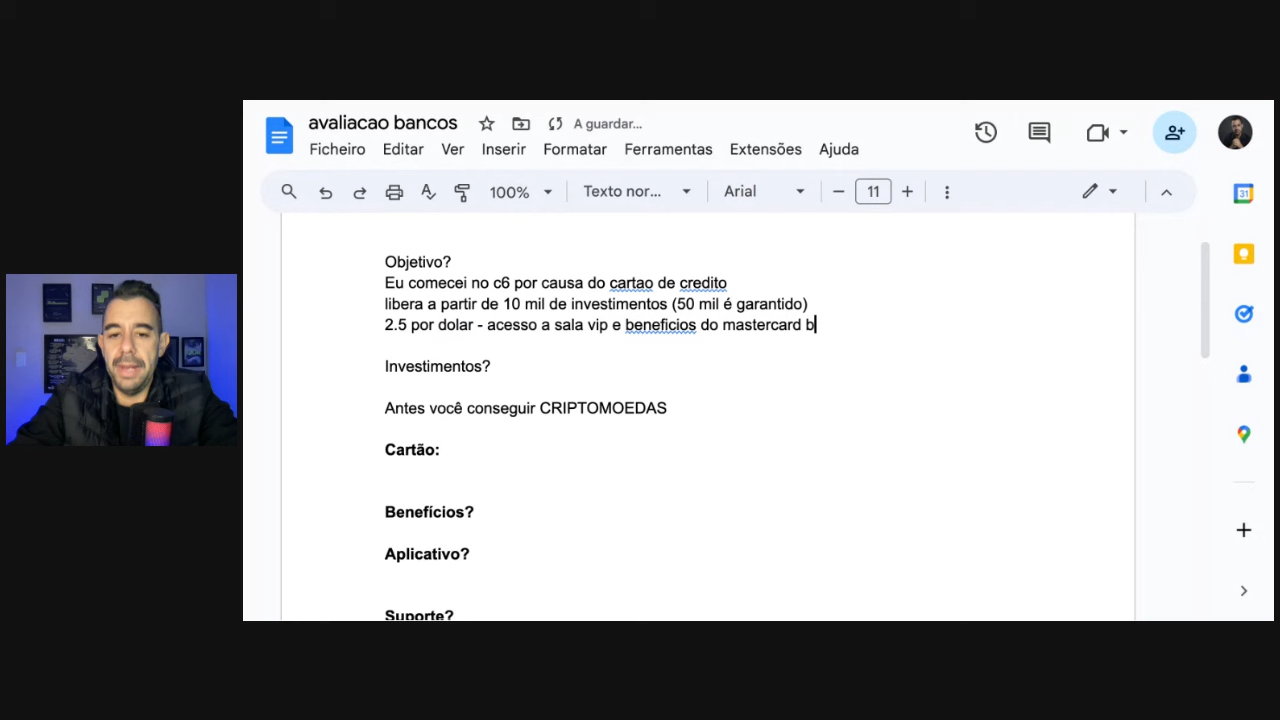 avaliacao bancos
A guardar...
Ficheiro Editar Ver Inserir Formatar Ferramentas Extensões Ajuda
100% Texto nor... Arial 11
31
Objetivo?
Eu comecei no c6 por causa do cartao de credito
libera a partir de 10 mil de investimentos (50 mil é garantido)
2.5 por dolar - acesso a sala vip e beneficios do mastercard b
Investimentos?
Antes você conseguir CRIPTOMOEDAS
Cartão:
Benefícios?
Aplicativo?
Suporte?